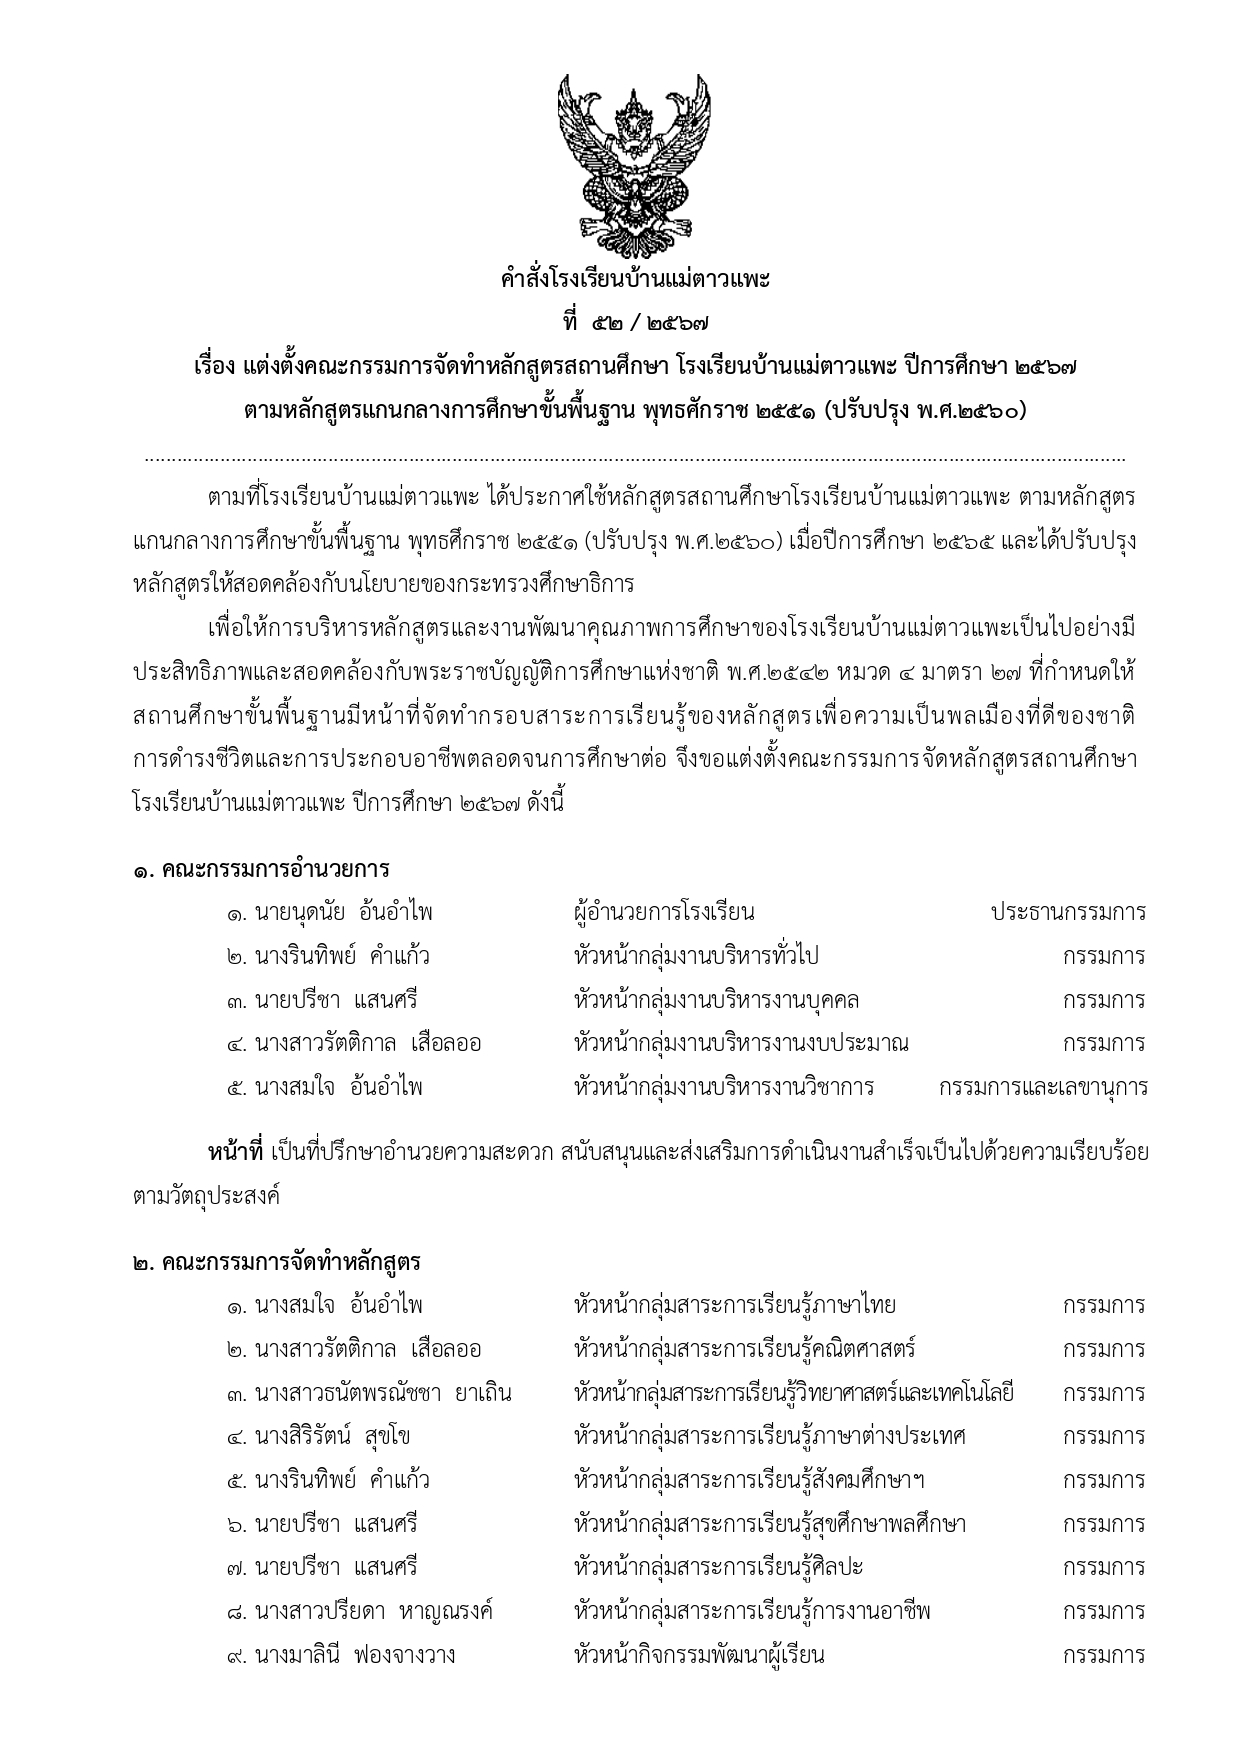 คำสั่งโรงเรียนบ้านแม่ตาวแพะ
ที่ ๕๒ / ๒๕๖๗
เรื่อง แต่งตั้งคณะกรรมการจัดทำหลักสูตรสถานศึกษา โรงเรียนบ้านแม่ตาวแพะ ปีการศึกษา ๒๕๖๗
ตามหลักสูตรแกนกลางการศึกษาขั้นพื้นฐาน พุทธศักราช ๒๕๕๑ (ปรับปรุง พ.ศ.๒๕๖๐)
ตามที่โรงเรียนบ้านแม่ตาวแพะ ได้ประกาศใช้หลักสูตรสถานศึกษาโรงเรียนบ้านแม่ตาวแพะ ตามหลักสูตร
แกนกลางการศึกษาขั้นพื้นฐาน พุทธศึกราช ๒๕๕๑ (ปรับปรุง พ.ศ.๒๕๖๐) เมื่อปีการศึกษา ๒๕๖๕ และได้ปรับปรุง
หลักสูตรให้สอดคล้องกับนโยบายของกระทรวงศึกษาธิการ
เพื่อให้การบริหารหลักสูตรและงานพัฒนาคุณภาพการศึกษาของโรงเรียนบ้านแม่ตาวแพะเป็นไปอย่างมี
ประสิทธิภาพและสอดคล้องกับพระราชบัญญัติการศึกษาแห่งชาติ พ.ศ.๒๕๔๒ หมวด ๔ มาตรา ๒๗ ที่กำหนดให้
สถานศึกษาขั้นพื้นฐานมีหน้าที่จัดทำกรอบสาระการเรียนรู้ของหลักสูตรเพื่อความเป็นพลเมืองที่ดีของชาติ
การดำรงชีวิตและการประกอบอาชีพตลอดจนการศึกษาต่อ จึงขอแต่งตั้งคณะกรรมการจัดหลักสูตรสถานศึกษา
โรงเรียนบ้านแม่ตาวแพะ ปีการศึกษา ๒๕๖๗ ดังนี้
๑. คณะกรรมการอำนวยการ
๑. นายนุดนัย อ้นอำไพ ผู้อำนวยการโรงเรียน ประธานกรรมการ
๒. นางรินทิพย์ คำแก้ว หัวหน้ากลุ่มงานบริหารทั่วไป กรรมการ
๓. นายปรีชา แสนศรี หัวหน้ากลุ่มงานบริหารงานบุคคล กรรมการ
๔. นางสาวรัตติกาล เสือลออ หัวหน้ากลุ่มงานบริหารงานงบประมาณ กรรมการ
๕. นางสมใจ อ้นอำไพ หัวหน้ากลุ่มงานบริหารงานวิชาการ กรรมการและเลขานุการ
หน้าที่ เป็นที่ปรึกษาอำนวยความสะดวก สนับสนุนและส่งเสริมการดำเนินงานสำเร็จเป็นไปด้วยความเรียบร้อย
ตามวัตถุประสงค์
๒. คณะกรรมการจัดทำหลักสูตร
๑. นางสมใจ อ้นอำไพ หัวหน้ากลุ่มสาระการเรียนรู้ภาษาไทย กรรมการ
๒. นางสาวรัตติกาล เสือลออ หัวหน้ากลุ่มสาระการเรียนรู้คณิตศาสตร์ กรรมการ
๓. นางสาวธนัตพรณัชชา ยาเถิน หัวหน้ากลุ่มสาระการเรียนรู้วิทยาศาสตร์และเทคโนโลยี กรรมการ
๔. นางสิริรัตน์ สุขโข หัวหน้ากลุ่มสาระการเรียนรู้ภาษาต่างประเทศ กรรมการ
๕. นางรินทิพย์ คำแก้ว หัวหน้ากลุ่มสาระการเรียนรู้สังคมศึกษาฯ กรรมการ
๖. นายปรีชา แสนศรี หัวหน้ากลุ่มสาระการเรียนรู้สุขศึกษาพลศึกษา กรรมการ
๗. นายปรีชา แสนศรี หัวหน้ากลุ่มสาระการเรียนรู้ศิลปะ กรรมการ
๘. นางสาวปรียดา หาญณรงค์ หัวหน้ากลุ่มสาระการเรียนรู้การงานอาชีพ กรรมการ
๙. นางมาลินี ฟองจางวาง หัวหน้ากิจกรรมพัฒนาผู้เรียน กรรมการ